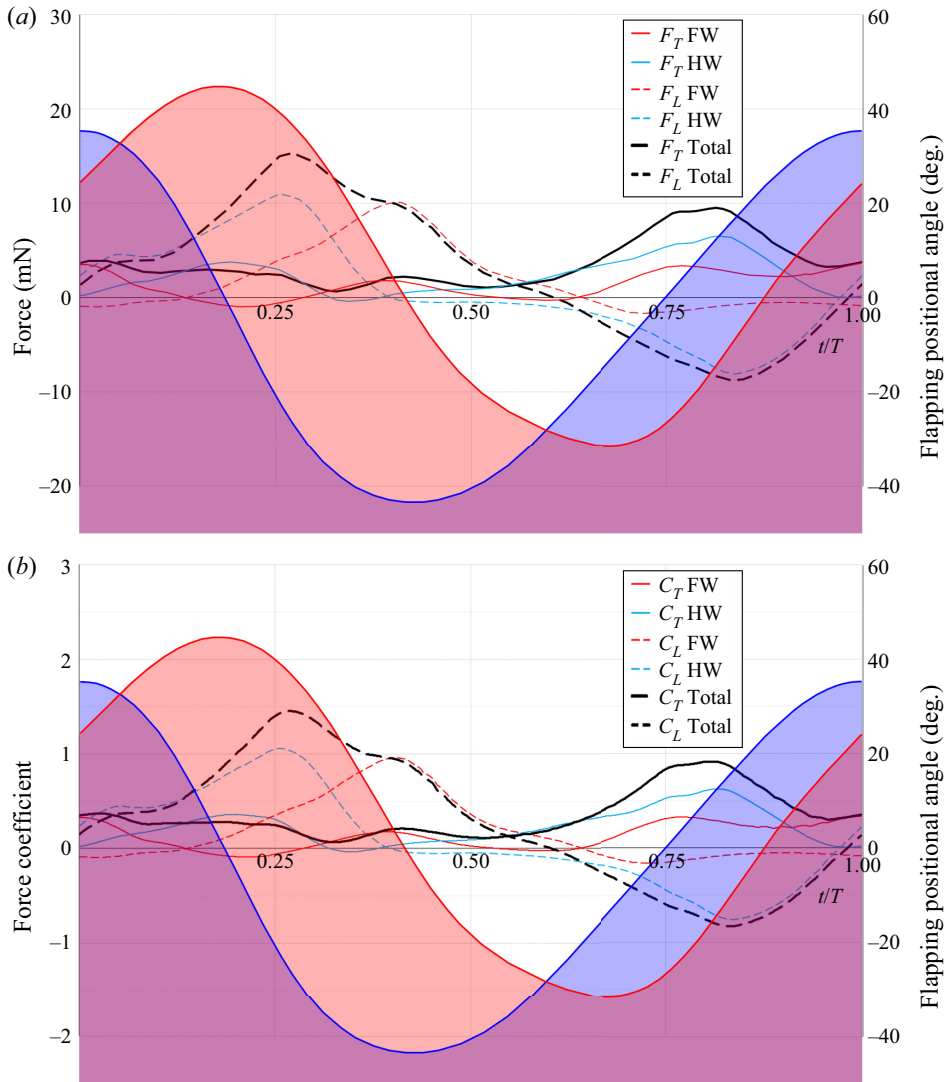 (a)
30
20
10
0
–10
–20
Force (mN)
60
40
20
0
–20
–40
Flapping positional angle (deg.)
F_T FW
F_T HW
F_L FW
F_L HW
F_T Total
F_L Total
0.25
0.50
0.75
1.00
t/T
(b)
3
2
1
0
–1
–2
Force coefficient
60
40
20
0
–20
–40
Flapping positional angle (deg.)
C_T FW
C_T HW
C_L FW
C_L HW
C_T Total
C_L Total
0.25
0.50
0.75
1.00
t/T